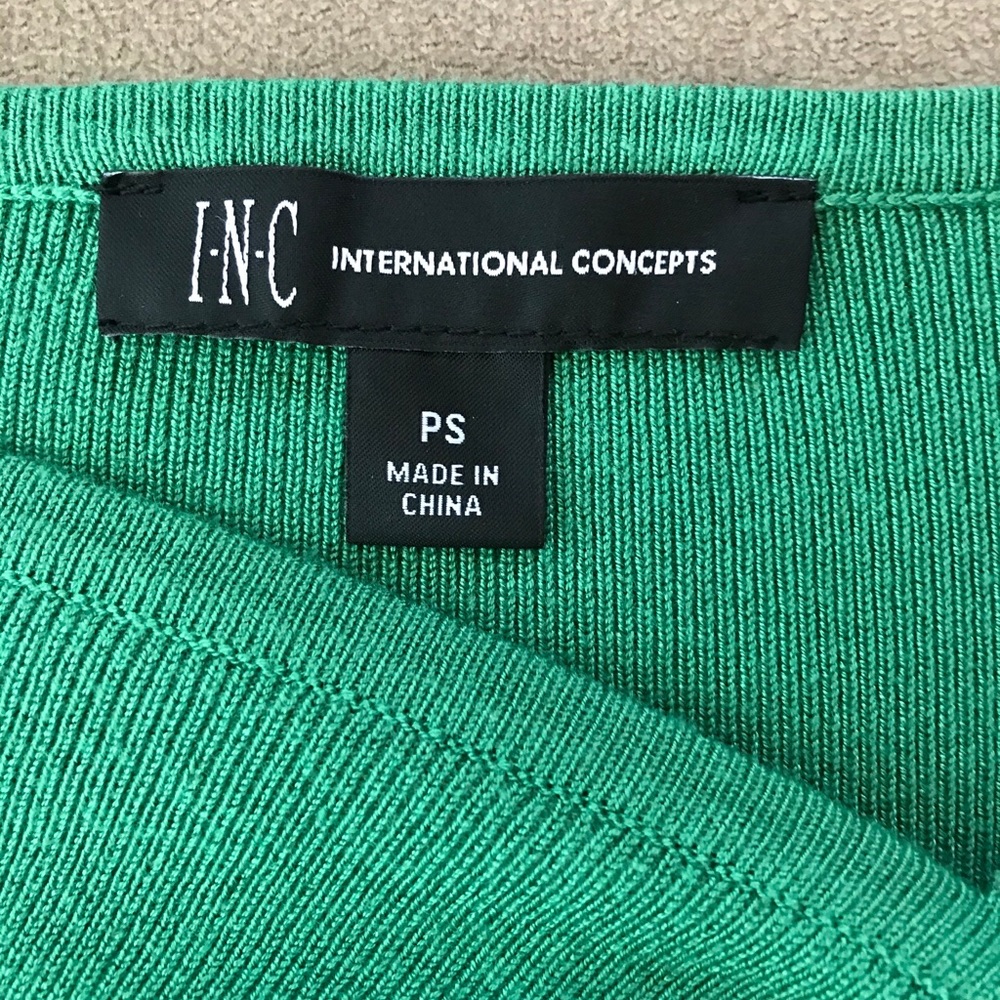 I·N·C INTERNATIONAL CONCEPTS
PS
MADE IN
CHINA